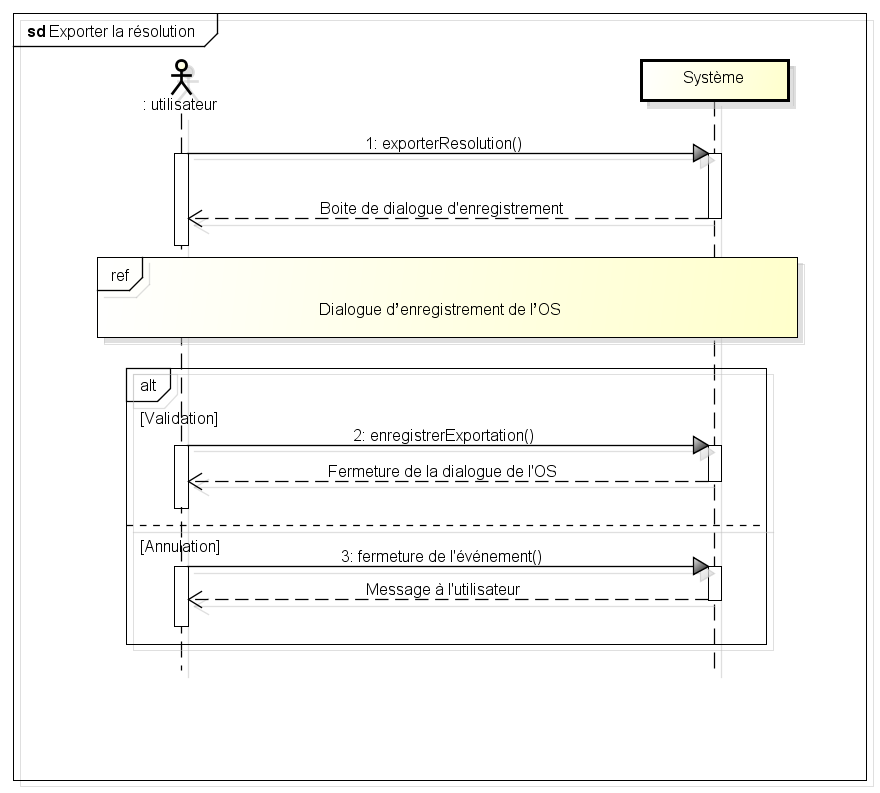 sd Exporter la résolution
: utilisateur
Système
1: exporterResolution()
Boite de dialogue d'enregistrement
ref
Dialogue d’enregistrement de l’OS
alt
[Validation]
2: enregistrerExportation()
Fermeture de la dialogue de l'OS
[Annulation]
3: fermeture de l'événement()
Message à l'utilisateur